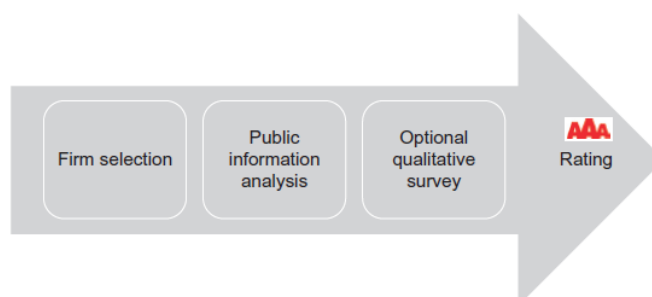 Firm selection
Public
information
analysis
Optional
qualitative
survey
AAA
Rating